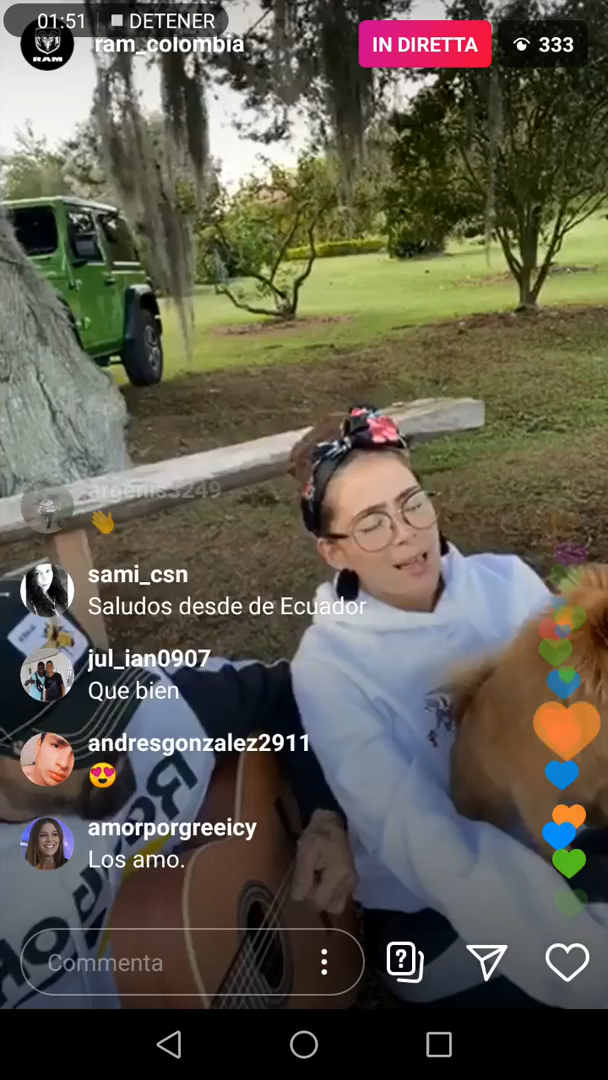 01:51 DETENER
ram_colombia IN DIRETTA 333
RAM
argenis3249
sami_csn
Saludos desde de Ecuador
jul_ian0907
Que bien
andresgonzalez2911
amorporgreeicy
Los amo.
Commenta